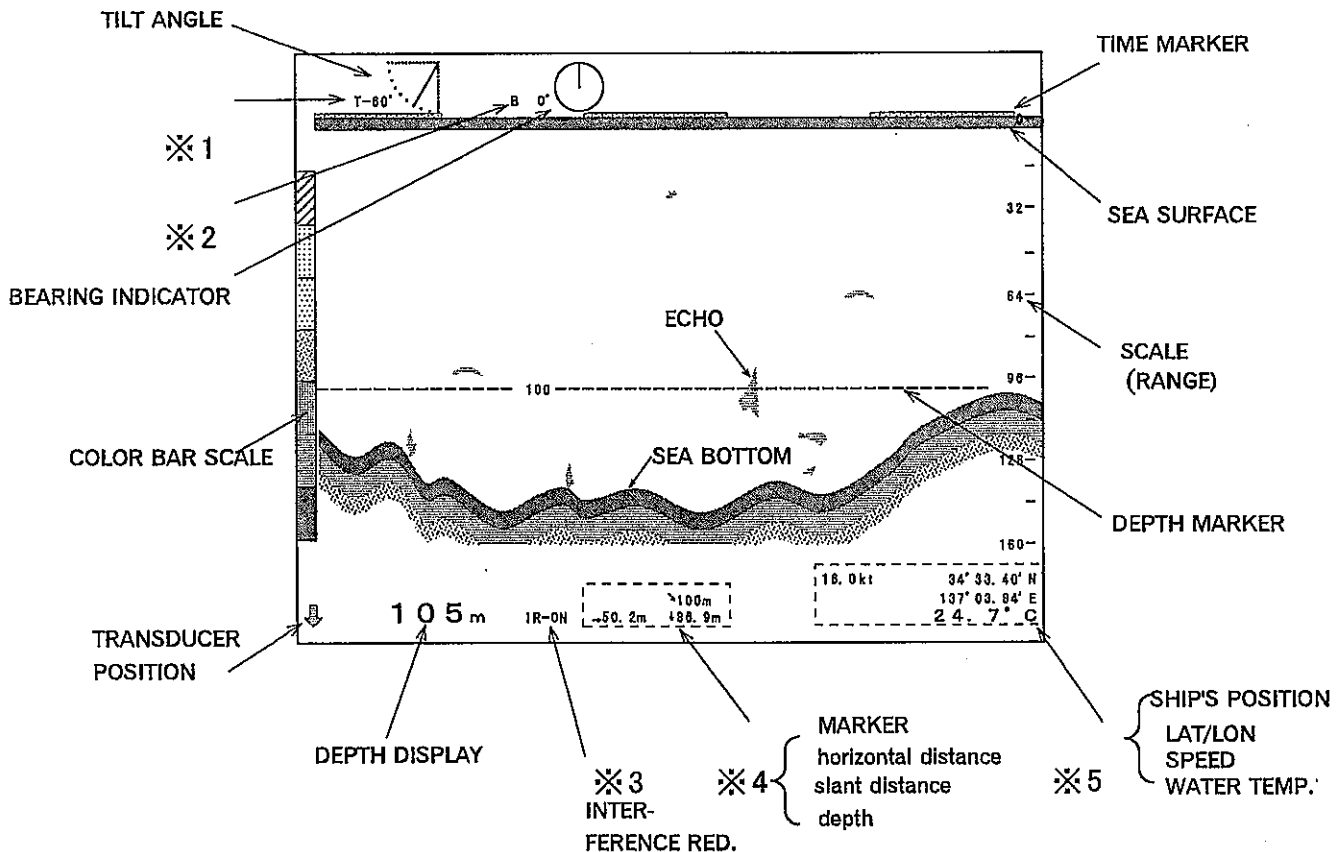 TILT ANGLE
TIME MARKER
T-60°
B 0°
0
※1
32
SEA SURFACE
※2
BEARING INDICATOR
64
ECHO
SCALE
(RANGE)
96
100
COLOR BAR SCALE
SEA BOTTOM
128
DEPTH MARKER
160
16.0kt 34° 33.40' N
137° 03.84' E
24.7° C
↘100m
105m IR-ON →50.2m ↓86.9m
TRANSDUCER
POSITION
DEPTH DISPLAY
※3
INTER-
FERENCE RED.
※4
MARKER
horizontal distance
slant distance
depth
※5
SHIP'S POSITION
LAT/LON
SPEED
WATER TEMP.